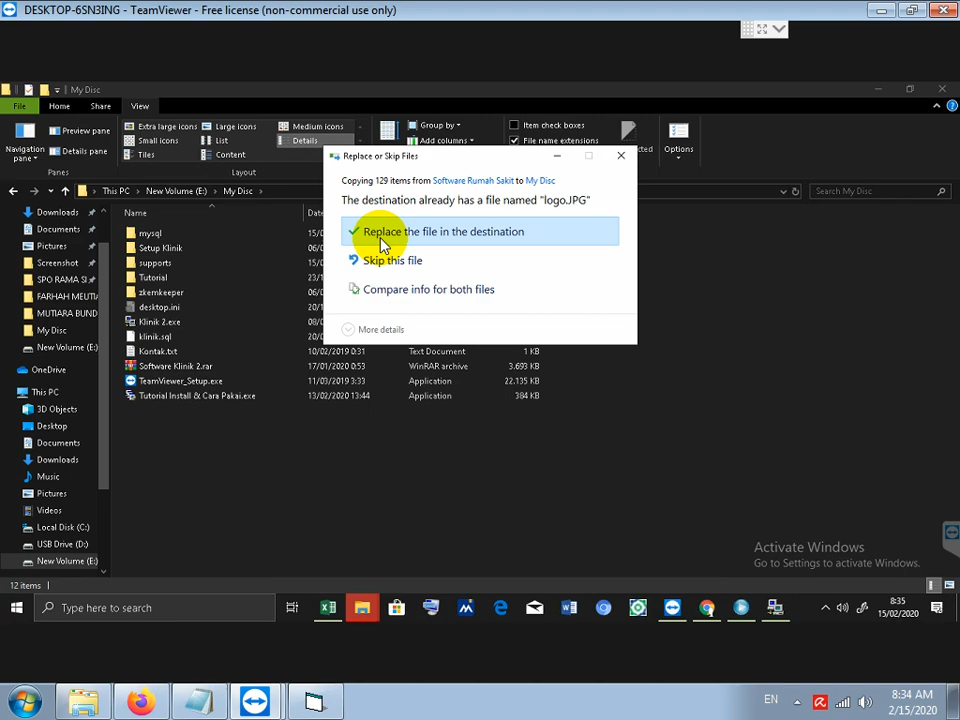 DESKTOP-6SN3ING - TeamViewer - Free license (non-commercial use only)
My Disc
File Home Share View
Navigation pane
Preview pane
Details pane
Panes
Extra large icons Large icons Medium icons
Small icons List Details
Tiles Content
Layout
Group by
Add columns
Item check boxes
File name extensions
Options
This PC New Volume (E:) My Disc
Search My Disc
Downloads
Documents
Pictures
Screenshot
SPO RAMA SI
FARHAH MEUTI
MUTIARA BUND
My Disc
New Volume (E:)
OneDrive
This PC
3D Objects
Desktop
Documents
Downloads
Music
Pictures
Videos
Local Disk (C:)
USB Drive (D:)
New Volume (E:)
Name
mysql
Setup Klinik
supports
Tutorial
zkemkeeper
desktop.ini
Klinik 2.exe
klinik.sql
Kontak.txt 10/02/2019 0:31 Text Document 1 KB
Software Klinik 2.rar 17/01/2020 0:53 WinRAR archive 3.693 KB
TeamViewer_Setup.exe 11/03/2019 3:33 Application 22.135 KB
Tutorial Install & Cara Pakai.exe 13/02/2020 13:44 Application 384 KB
Replace or Skip Files
Copying 129 items from Software Rumah Sakit to My Disc
The destination already has a file named "logo.JPG"
Replace the file in the destination
Skip this file
Compare info for both files
More details
Activate Windows
Go to Settings to activate Windows.
12 items
Type here to search
8:35
15/02/2020
EN
8:34 AM
2/15/2020